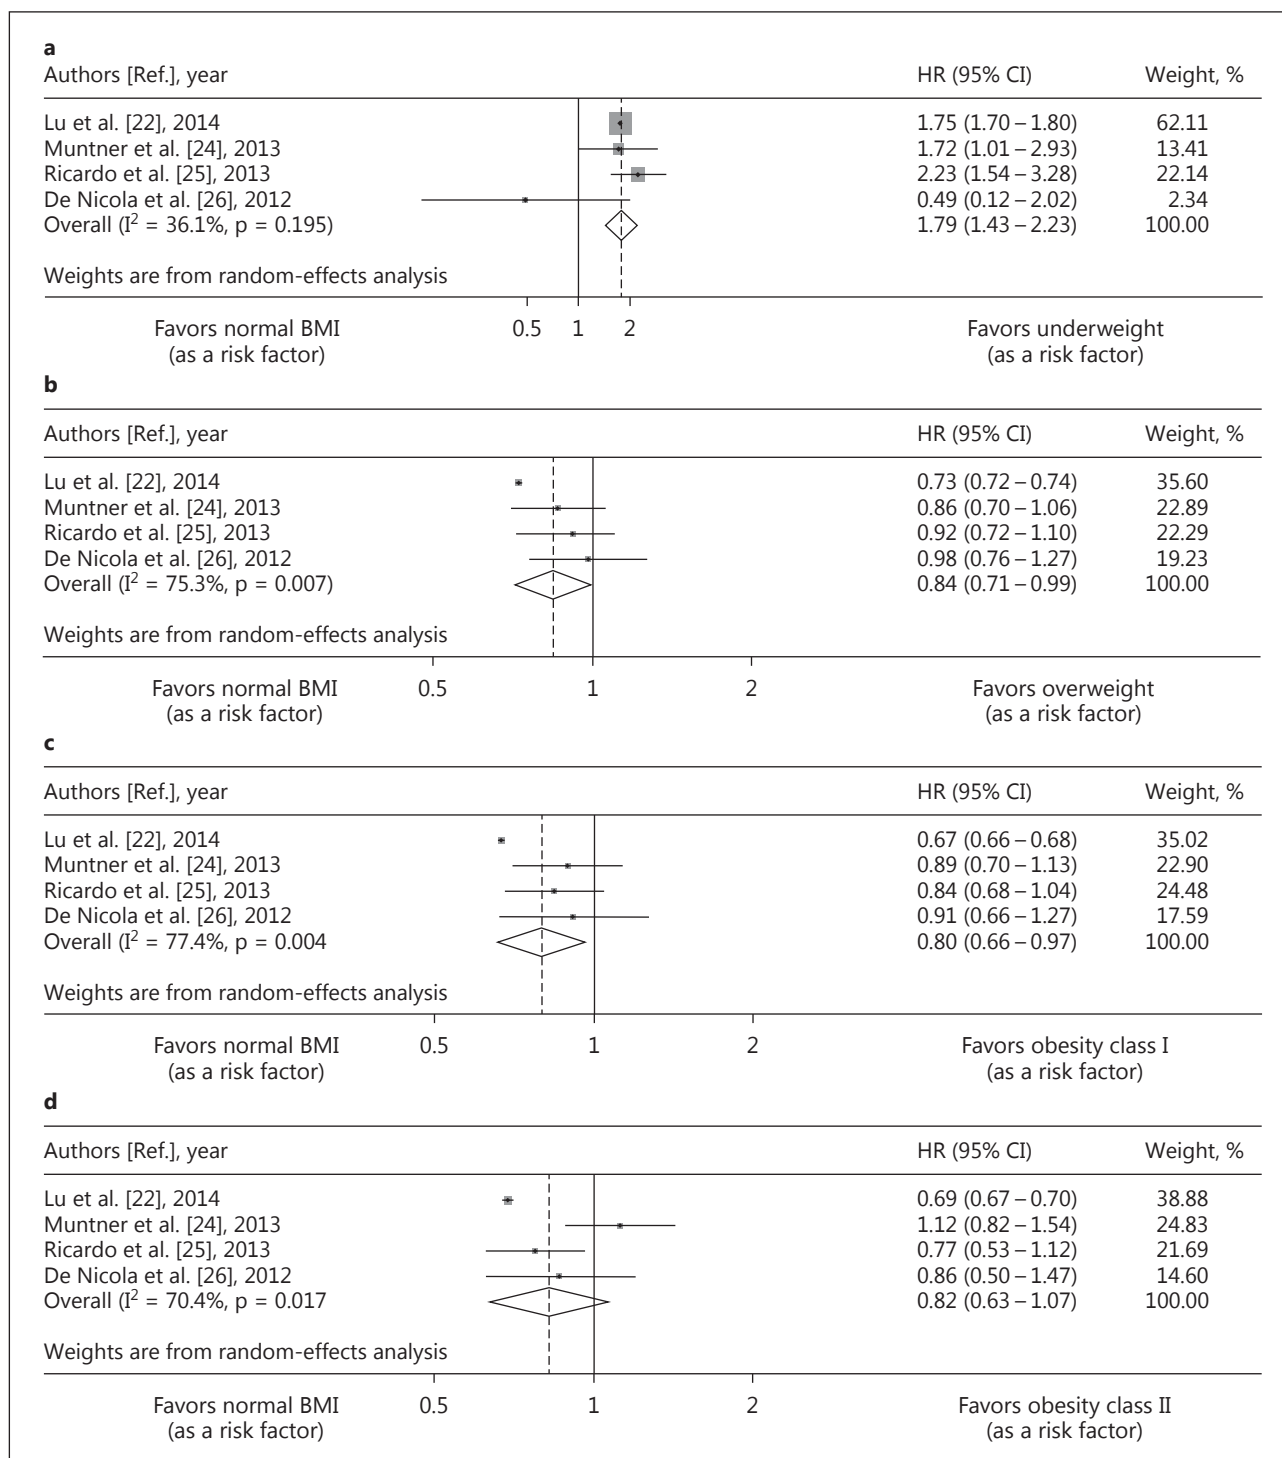 a
Authors [Ref.], year HR (95% CI) Weight, %
Lu et al. [22], 2014 1.75 (1.70 – 1.80) 62.11
Muntner et al. [24], 2013 1.72 (1.01 – 2.93) 13.41
Ricardo et al. [25], 2013 2.23 (1.54 – 3.28) 22.14
De Nicola et al. [26], 2012 0.49 (0.12 – 2.02) 2.34
Overall (I² = 36.1%, p = 0.195) 1.79 (1.43 – 2.23) 100.00
Weights are from random-effects analysis
Favors normal BMI 0.5 1 2 Favors underweight
(as a risk factor) (as a risk factor)
b
Authors [Ref.], year HR (95% CI) Weight, %
Lu et al. [22], 2014 0.73 (0.72 – 0.74) 35.60
Muntner et al. [24], 2013 0.86 (0.70 – 1.06) 22.89
Ricardo et al. [25], 2013 0.92 (0.72 – 1.10) 22.29
De Nicola et al. [26], 2012 0.98 (0.76 – 1.27) 19.23
Overall (I² = 75.3%, p = 0.007) 0.84 (0.71 – 0.99) 100.00
Weights are from random-effects analysis
Favors normal BMI 0.5 1 2 Favors overweight
(as a risk factor) (as a risk factor)
c
Authors [Ref.], year HR (95% CI) Weight, %
Lu et al. [22], 2014 0.67 (0.66 – 0.68) 35.02
Muntner et al. [24], 2013 0.89 (0.70 – 1.13) 22.90
Ricardo et al. [25], 2013 0.84 (0.68 – 1.04) 24.48
De Nicola et al. [26], 2012 0.91 (0.66 – 1.27) 17.59
Overall (I² = 77.4%, p = 0.004 0.80 (0.66 – 0.97) 100.00
Weights are from random-effects analysis
Favors normal BMI 0.5 1 2 Favors obesity class I
(as a risk factor) (as a risk factor)
d
Authors [Ref.], year HR (95% CI) Weight, %
Lu et al. [22], 2014 0.69 (0.67 – 0.70) 38.88
Muntner et al. [24], 2013 1.12 (0.82 – 1.54) 24.83
Ricardo et al. [25], 2013 0.77 (0.53 – 1.12) 21.69
De Nicola et al. [26], 2012 0.86 (0.50 – 1.47) 14.60
Overall (I² = 70.4%, p = 0.017 0.82 (0.63 – 1.07) 100.00
Weights are from random-effects analysis
Favors normal BMI 0.5 1 2 Favors obesity class II
(as a risk factor) (as a risk factor)